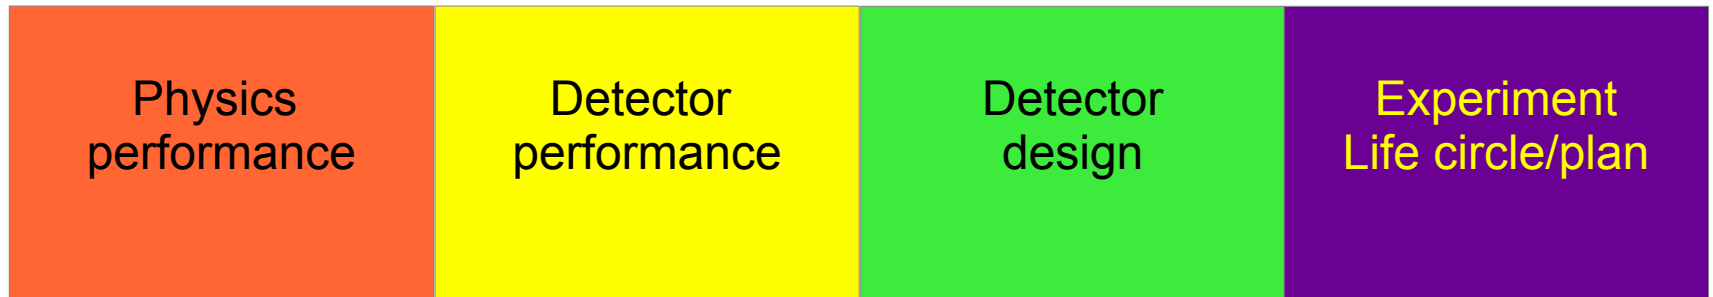 Physics
performance
Detector
performance
Detector
design
Experiment
Life circle/plan